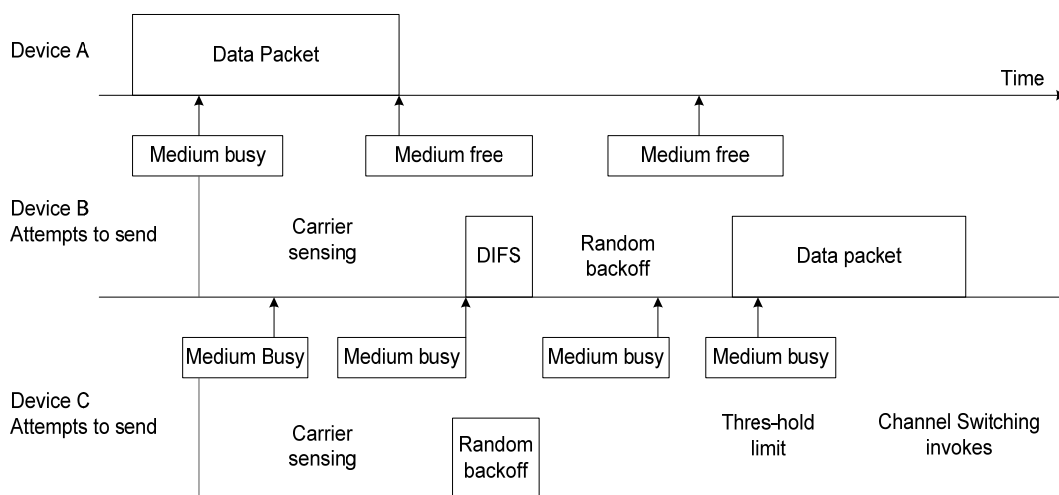 Device A
Data Packet
Time
Medium busy
Medium free
Medium free
Device B
Attempts to send
Carrier
sensing
DIFS
Random
backoff
Data packet
Medium Busy
Medium busy
Medium busy
Medium busy
Device C
Attempts to send
Carrier
sensing
Random
backoff
Thres-hold
limit
Channel Switching
invokes